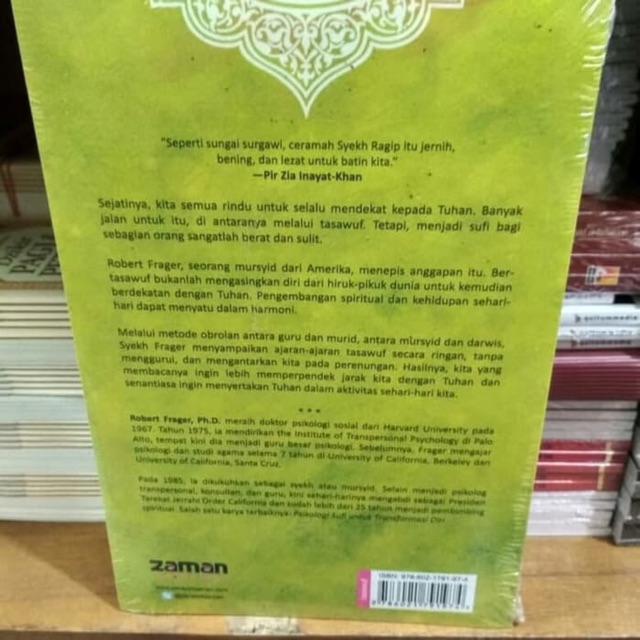 "Seperti sungai surgawi, ceramah Syekh Ragip itu jernih,
bening, dan lezat untuk batin kita."
—Pir Zia Inayat-Khan
Sejatinya, kita semua rindu untuk selalu mendekat kepada Tuhan. Banyak
jalan untuk itu, di antaranya melalui tasawuf. Tetapi, menjadi sufi bagi
sebagian orang sangatlah berat dan sulit.
Robert Frager, seorang mursyid dari Amerika, menepis anggapan itu. Ber-
tasawuf bukanlah mengasingkan diri dari hiruk-pikuk dunia untuk kemudian
berdekatan dengan Tuhan. Pengembangan spiritual dan kehidupan sehari-
hari dapat menyatu dalam harmoni.
Melalui metode obrolan antara guru dan murid, antara mursyid dan darwis,
Syekh Frager menyampaikan ajaran-ajaran tasawuf secara ringan, tanpa
menggurui, dan mengantarkan kita pada perenungan. Hasilnya, kita yang
membacanya ingin lebih memperpendek jarak kita dengan Tuhan dan
senantiasa ingin menyertakan Tuhan dalam aktivitas sehari-hari kita.
***
Robert Frager, Ph.D. meraih doktor psikologi sosial dari Harvard University pada
1967. Tahun 1975, ia mendirikan the Institute of Transpersonal Psychology di Palo
Alto, tempat kini dia menjadi guru besar psikologi. Sebelumnya, Frager mengajar
psikologi dan studi agama selama 7 tahun di University of California, Berkeley dan
University of California, Santa Cruz.
Pada 1985, ia dikukuhkan sebagai syekh atau mursyid. Selain menjadi psikolog
transpersonal, konsultan, dan guru, kini sehari-harinya mengabdi sebagai Presiden
Tarekat Jerrahi Order California dan sudah lebih dari 25 tahun menjadi pembimbing
spiritual. Salah satu karya terbaiknya: Psikologi Sufi untuk Transformasi Diri
zaman